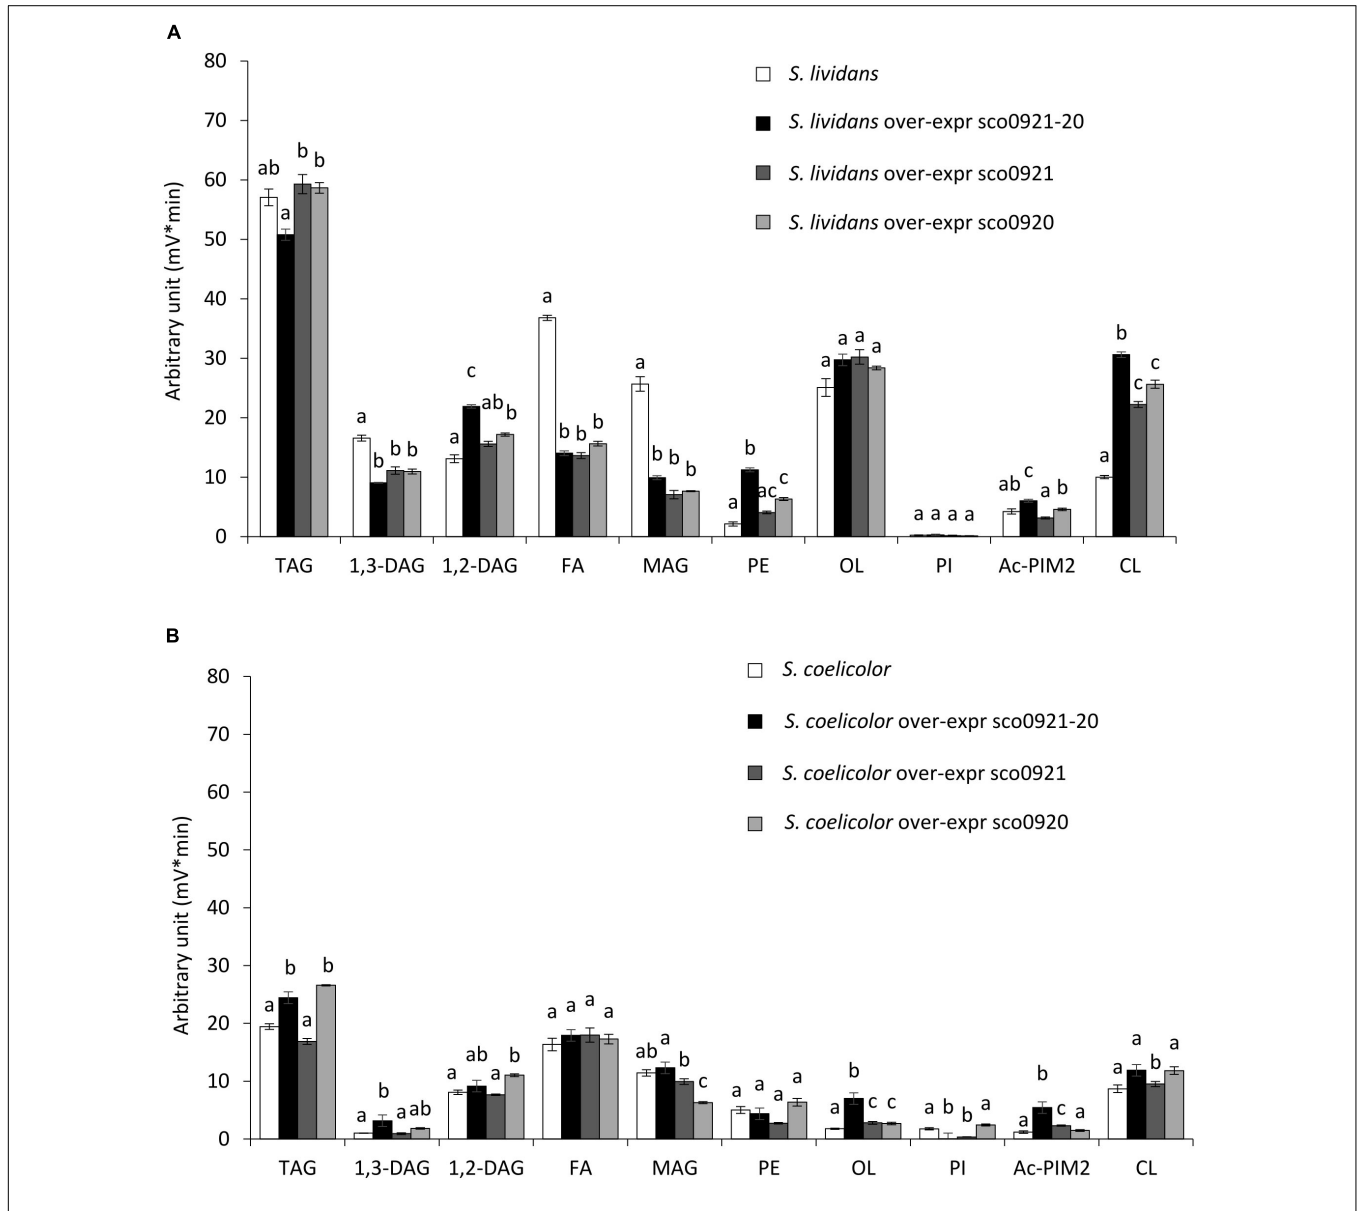 A
80
70
60
50
40
30
20
10
0
Arbitrary unit (mV*min)
S. lividans
S. lividans over-expr sco0921-20
S. lividans over-expr sco0921
S. lividans over-expr sco0920
ab a b b
a b b b
a c ab b
a b b b
a b b b
a b ac c
a a a a
a a a a
ab c a b
a b c c
TAG 1,3-DAG 1,2-DAG FA MAG PE OL PI Ac-PIM2 CL
B
80
70
60
50
40
30
20
10
0
Arbitrary unit (mV*min)
S. coelicolor
S. coelicolor over-expr sco0921-20
S. coelicolor over-expr sco0921
S. coelicolor over-expr sco0920
a b a b
a b a ab
a ab a b
a a a a
ab a b c
a a a a
a b c c
a b b a
a b c a
a a b a
TAG 1,3-DAG 1,2-DAG FA MAG PE OL PI Ac-PIM2 CL